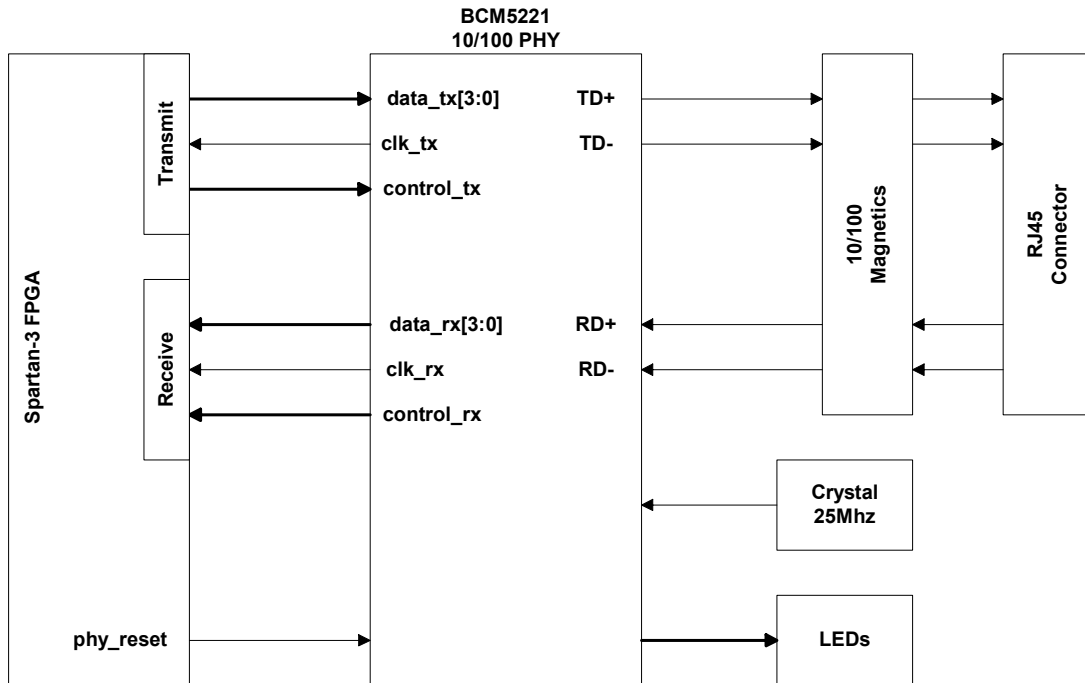 BCM5221
10/100 PHY
Spartan-3 FPGA
Transmit
data_tx[3:0]
clk_tx
control_tx
TD+
TD-
Receive
data_rx[3:0]
clk_rx
control_rx
RD+
RD-
10/100
Magnetics
RJ45
Connector
Crystal
25Mhz
phy_reset
LEDs